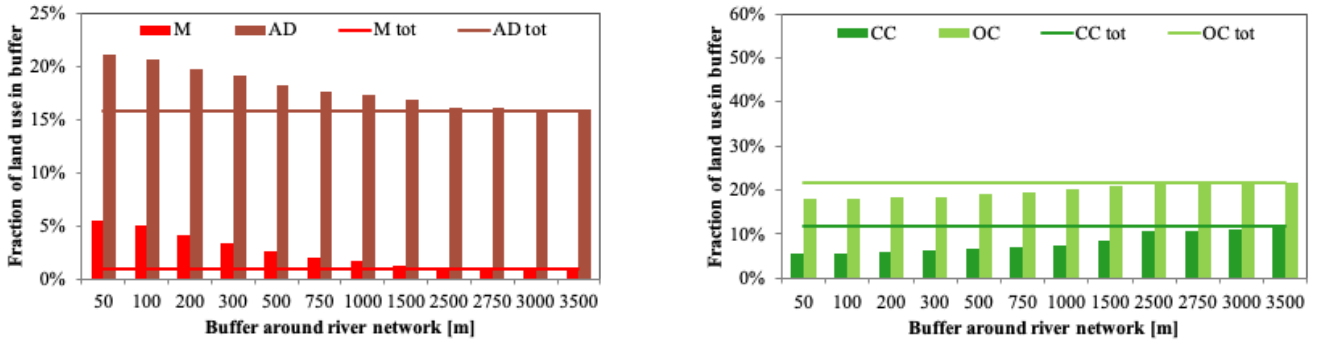 M AD M tot AD tot
Fraction of land use in buffer
20%
15%
10%
5%
0%
50 100 200 300 500 750 1000 1500 2500 2750 3000 3500
Buffer around river network [m]
60%
CC OC CC tot OC tot
Fraction of land use in buffer
50%
40%
30%
20%
10%
0%
50 100 200 300 500 750 1000 1500 2500 2750 3000 3500
Buffer around river network [m]